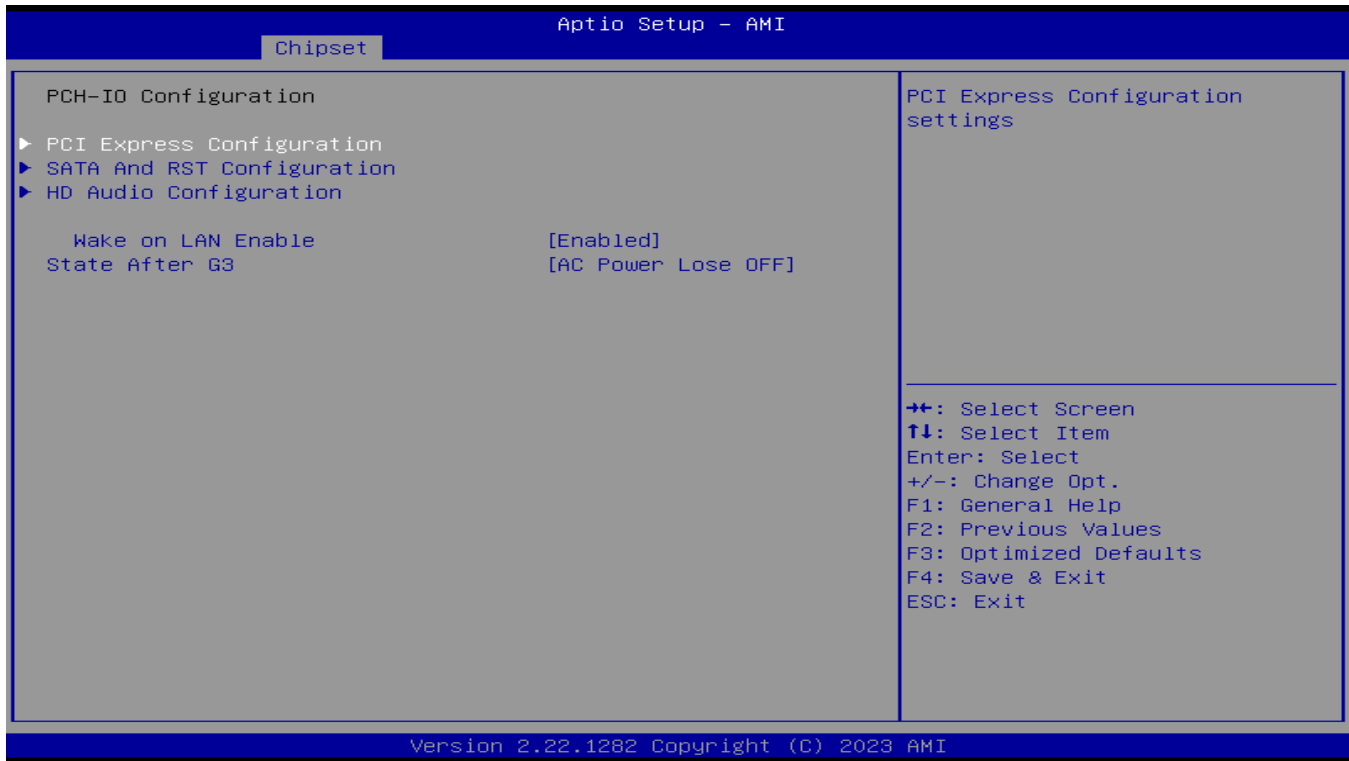 Aptio Setup – AMI
Chipset
PCH-IO Configuration
▶ PCI Express Configuration
▶ SATA And RST Configuration
▶ HD Audio Configuration
Wake on LAN Enable [Enabled]
State After G3 [AC Power Lose OFF]
PCI Express Configuration
settings
→←: Select Screen
↑↓: Select Item
Enter: Select
+/-: Change Opt.
F1: General Help
F2: Previous Values
F3: Optimized Defaults
F4: Save & Exit
ESC: Exit
Version 2.22.1282 Copyright (C) 2023 AMI